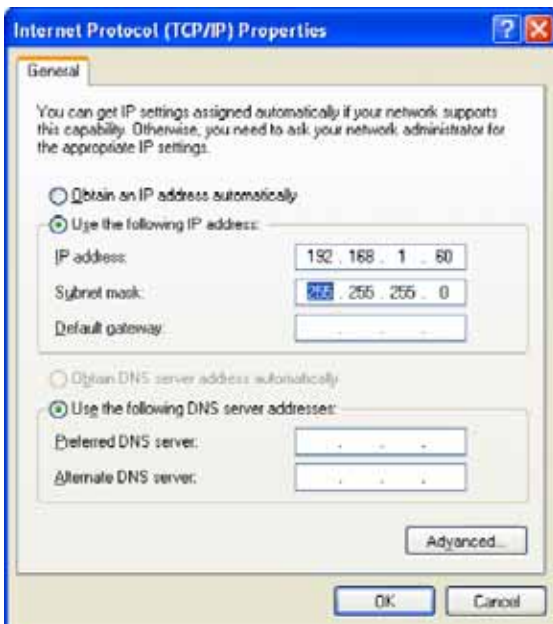 Internet Protocol (TCP/IP) Properties
General
You can get IP settings assigned automatically if your network supports
this capability. Otherwise, you need to ask your network administrator for
the appropriate IP settings.
Obtain an IP address automatically
Use the following IP address:
IP address: 192 . 168 . 1 . 60
Subnet mask: 255 . 255 . 255 . 0
Default gateway: . . .
Obtain DNS server address automatically
Use the following DNS server addresses:
Preferred DNS server: . . .
Alternate DNS server: . . .
Advanced...
OK Cancel